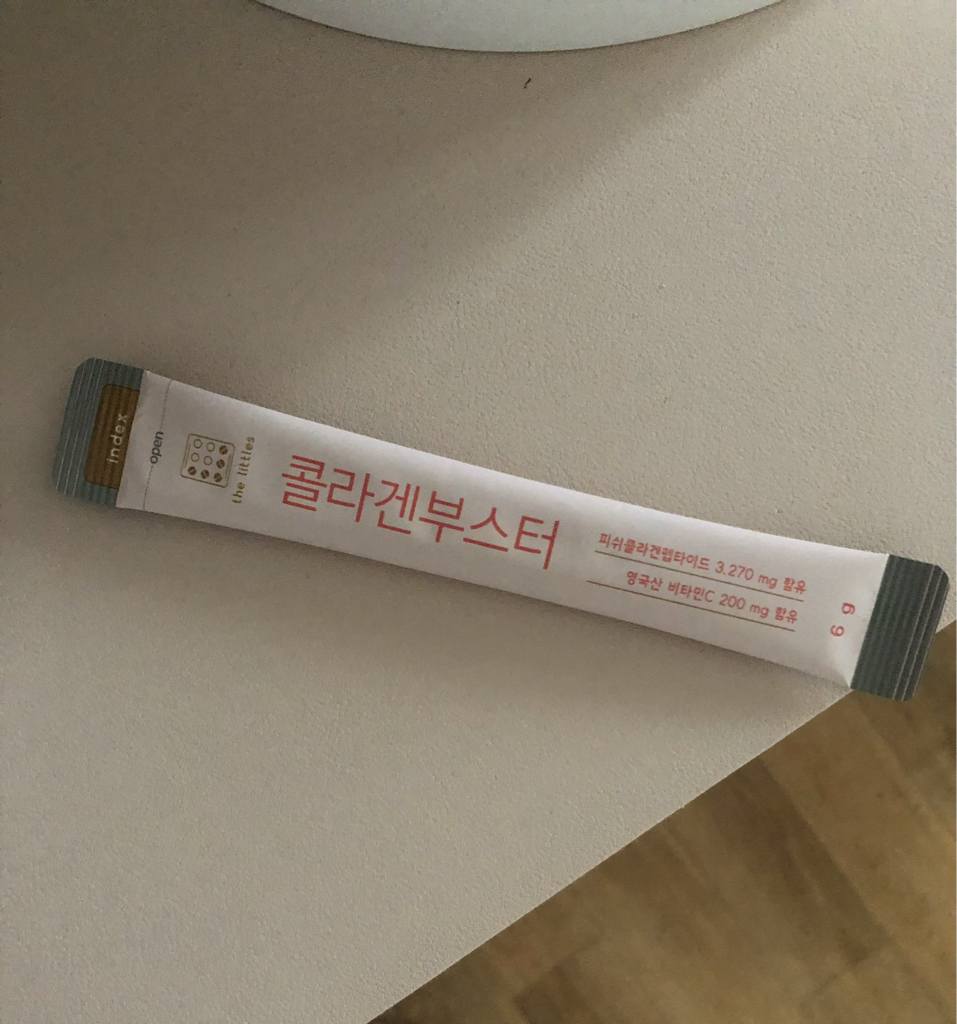 index
open
the littles
콜라겐부스터
피쉬콜라겐펩타이드 3.270 mg 함유
영국산 비타민C 200 mg 함유
6 g